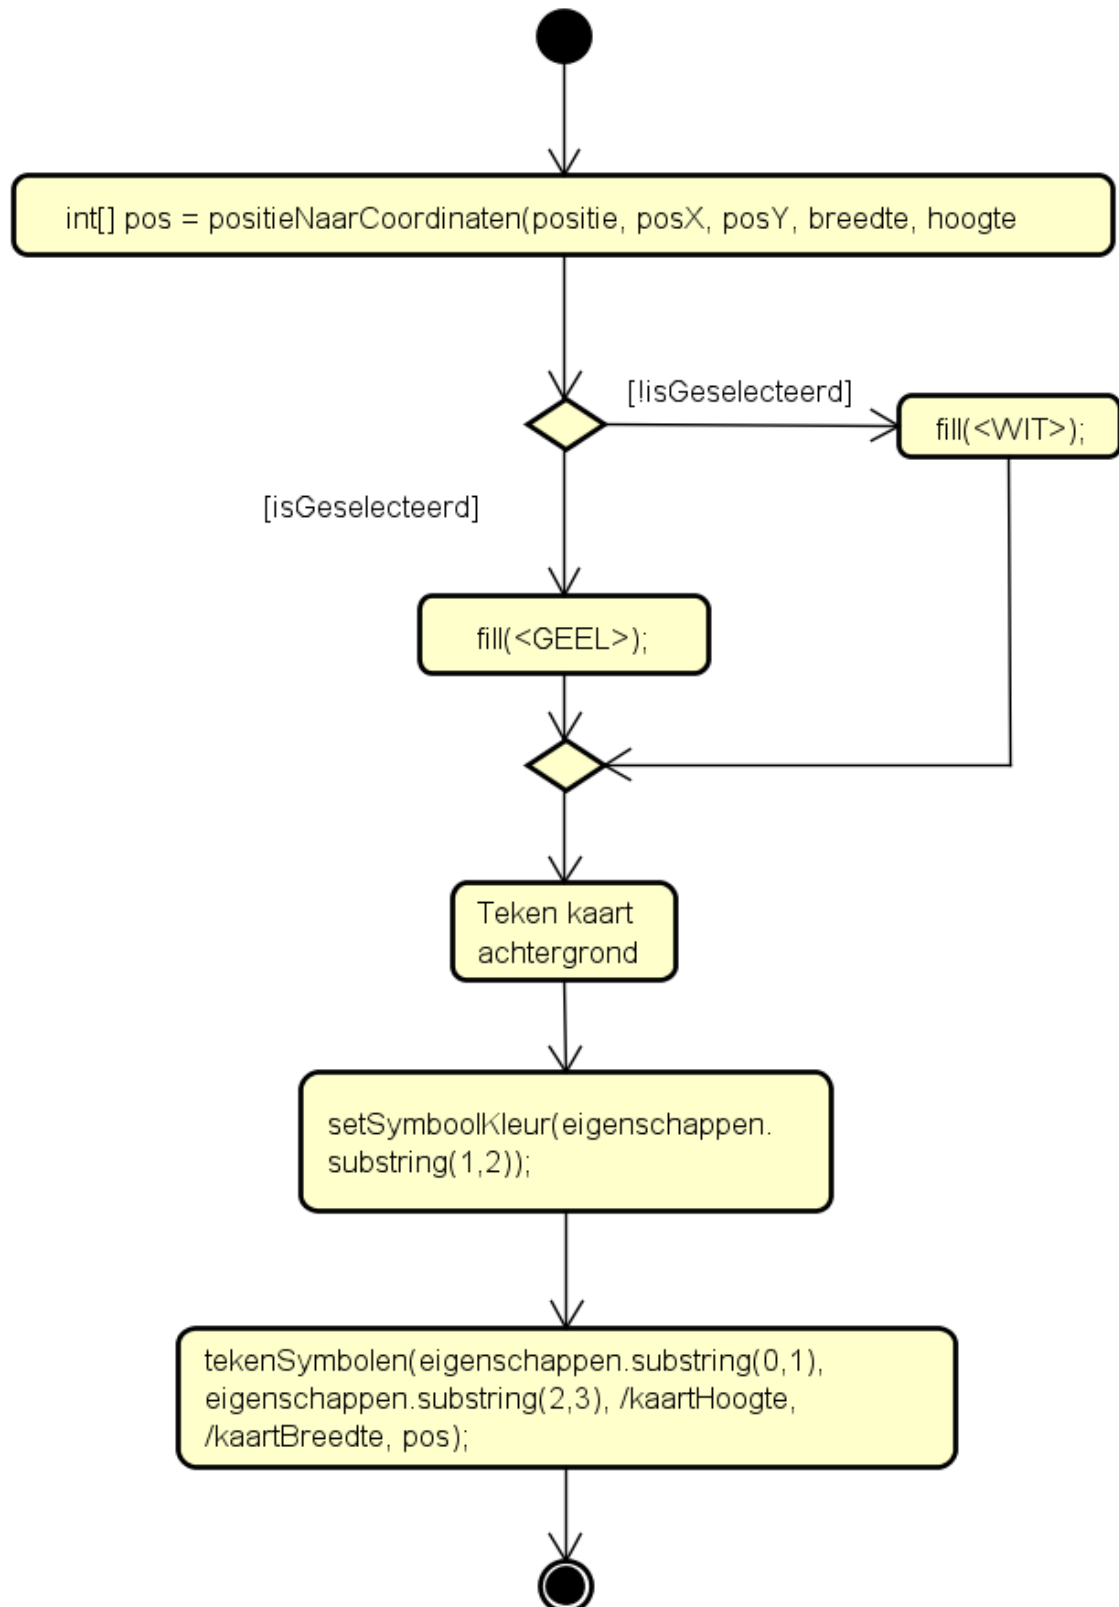 int[] pos = positieNaarCoordinaten(positie, posX, posY, breedte, hoogte
[!isGeselecteerd]
fill(<WIT>);
[isGeselecteerd]
fill(<GEEL>);
Teken kaart
achtergrond
setSymboolKleur(eigenschappen.
substring(1,2));
tekenSymbolen(eigenschappen.substring(0,1),
eigenschappen.substring(2,3), /kaartHoogte,
/kaartBreedte, pos);